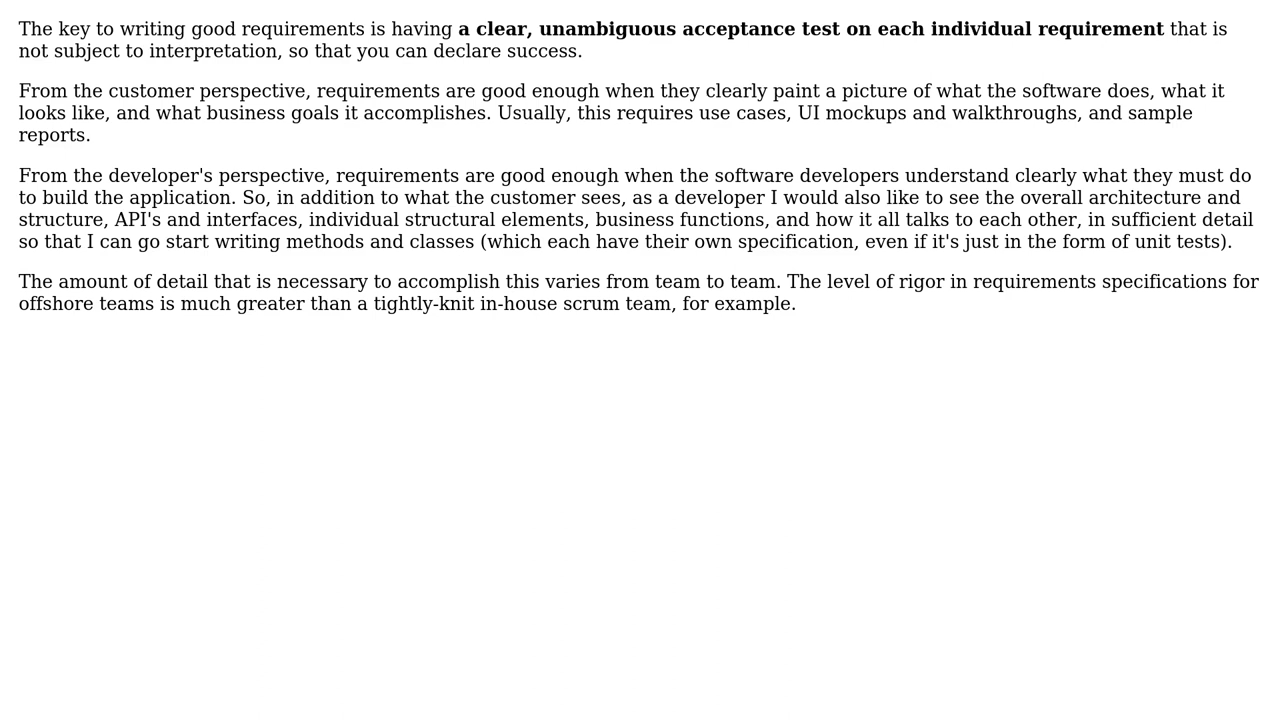 The key to writing good requirements is having a clear, unambiguous acceptance test on each individual requirement that is
not subject to interpretation, so that you can declare success.
From the customer perspective, requirements are good enough when they clearly paint a picture of what the software does, what it
looks like, and what business goals it accomplishes. Usually, this requires use cases, UI mockups and walkthroughs, and sample
reports.
From the developer's perspective, requirements are good enough when the software developers understand clearly what they must do
to build the application. So, in addition to what the customer sees, as a developer I would also like to see the overall architecture and
structure, API's and interfaces, individual structural elements, business functions, and how it all talks to each other, in sufficient detail
so that I can go start writing methods and classes (which each have their own specification, even if it's just in the form of unit tests).
The amount of detail that is necessary to accomplish this varies from team to team. The level of rigor in requirements specifications for
offshore teams is much greater than a tightly-knit in-house scrum team, for example.